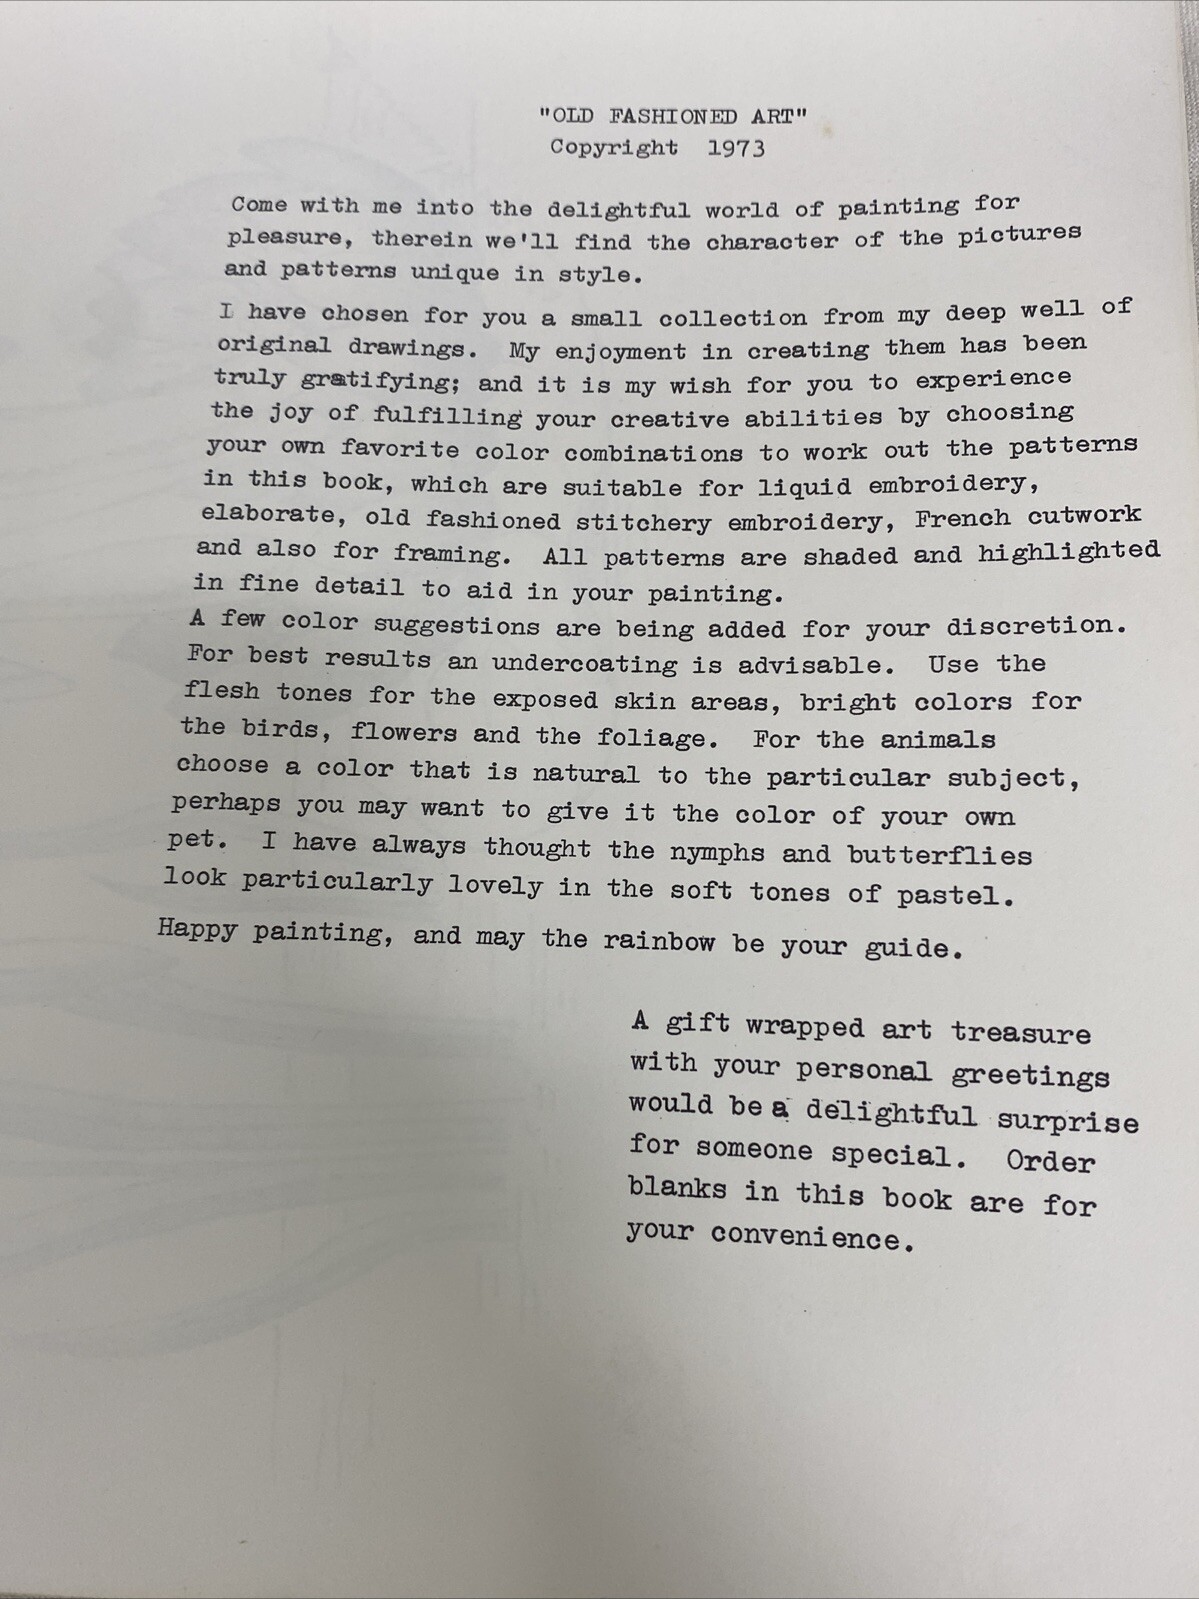 "OLD FASHIONED ART"
Copyright 1973
Come with me into the delightful world of painting for
pleasure, therein we'll find the character of the pictures
and patterns unique in style.
I have chosen for you a small collection from my deep well of
original drawings. My enjoyment in creating them has been
truly gratifying; and it is my wish for you to experience
the joy of fulfilling your creative abilities by choosing
your own favorite color combinations to work out the patterns
in this book, which are suitable for liquid embroidery,
elaborate, old fashioned stitchery embroidery, French cutwork
and also for framing. All patterns are shaded and highlighted
in fine detail to aid in your painting.
A few color suggestions are being added for your discretion.
For best results an undercoating is advisable. Use the
flesh tones for the exposed skin areas, bright colors for
the birds, flowers and the foliage. For the animals
choose a color that is natural to the particular subject,
perhaps you may want to give it the color of your own
pet. I have always thought the nymphs and butterflies
look particularly lovely in the soft tones of pastel.
Happy painting, and may the rainbow be your guide.
A gift wrapped art treasure
with your personal greetings
would be a delightful surprise
for someone special. Order
blanks in this book are for
your convenience.